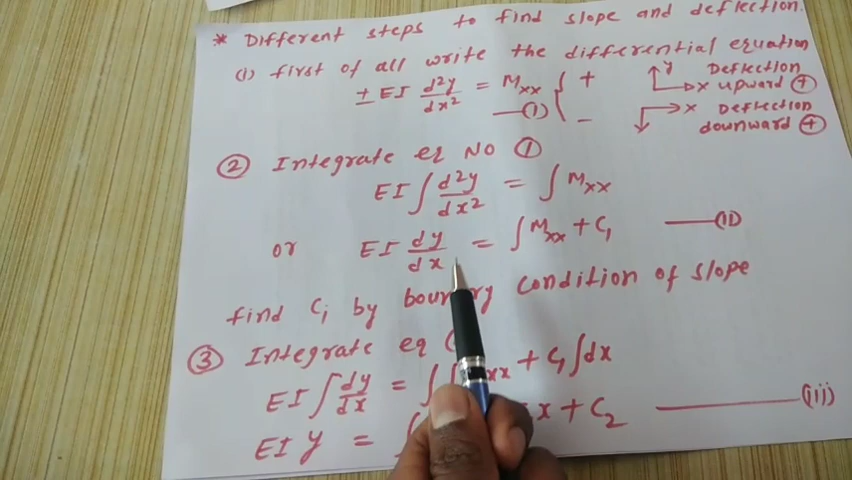 * Different steps to find slope and deflection.
(i) first of all write the differential equation
± EI d²y/dx² = Mxx { + –
—(1)
y Deflection
x upward (+)
x Deflection
downward (+)
② Integrate eq NO ①
EI ∫ d²y/dx² = ∫ Mxx
or EI dy/dx = ∫ Mxx + C₁ —(ii)
find C₁ by condition of slope
③ Integrate eq
EI ∫ dy/dx = ∫∫ xx + C₁ ∫ dx
EI y = ∫ x + C₂ —(iii)